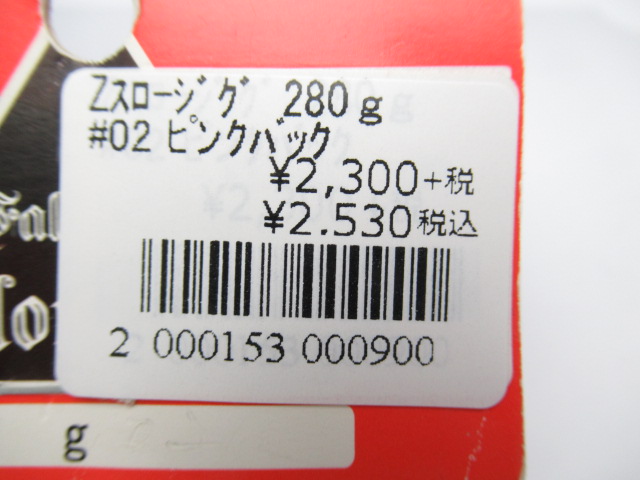 Zスロージグ 280g
#02 ピンクバック
¥2,300+税
¥2.530税込
2 000153 000900
g